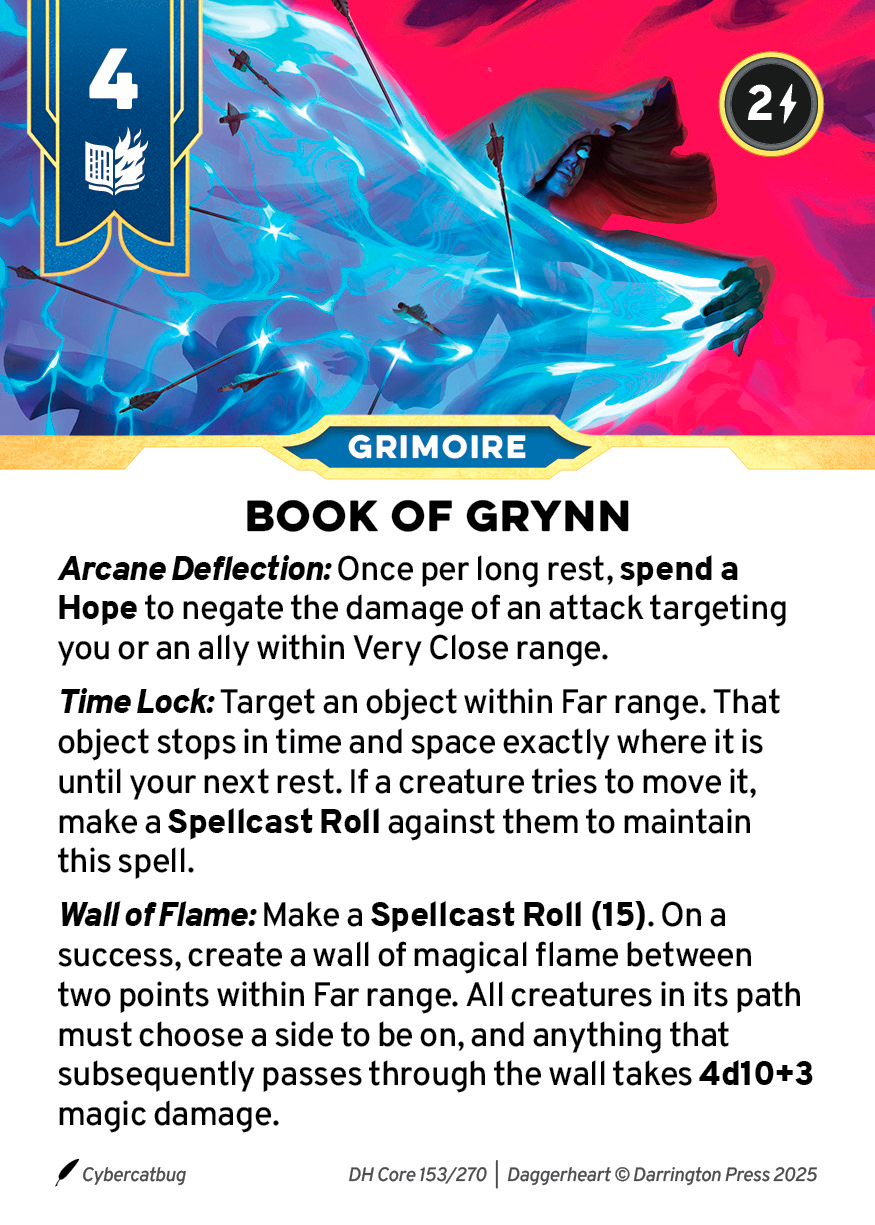 4
2
GRIMOIRE
BOOK OF GRYNN
Arcane Deflection: Once per long rest, spend a
Hope to negate the damage of an attack targeting
you or an ally within Very Close range.
Time Lock: Target an object within Far range. That
object stops in time and space exactly where it is
until your next rest. If a creature tries to move it,
make a Spellcast Roll against them to maintain
this spell.
Wall of Flame: Make a Spellcast Roll (15). On a
success, create a wall of magical flame between
two points within Far range. All creatures in its path
must choose a side to be on, and anything that
subsequently passes through the wall takes 4d10+3
magic damage.
Cybercatbug DH Core 153/270 | Daggerheart © Darrington Press 2025